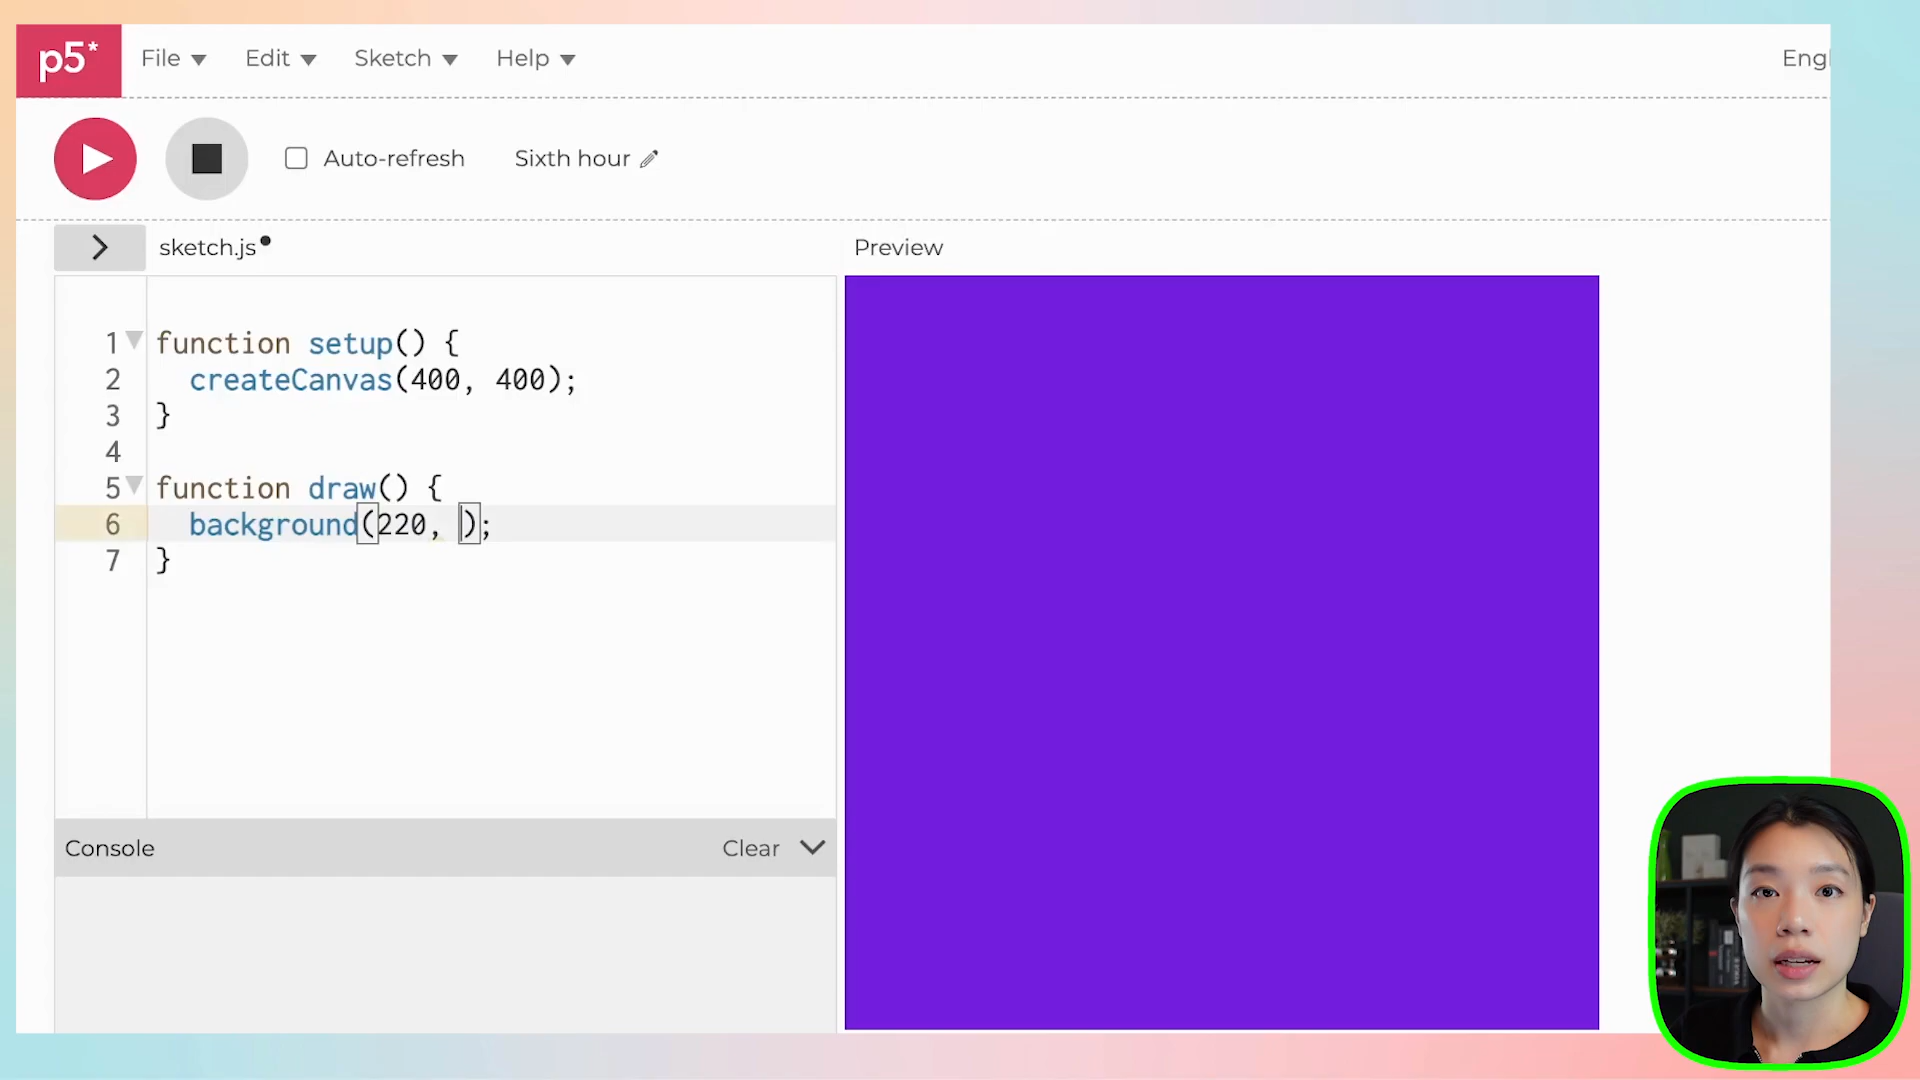 p5*
File Edit Sketch Help Engl
Auto-refresh Sixth hour
sketch.js Preview
1 function setup() {
2 createCanvas(400, 400);
3 }
4
5 function draw() {
6 background(220, );
7 }
Console Clear